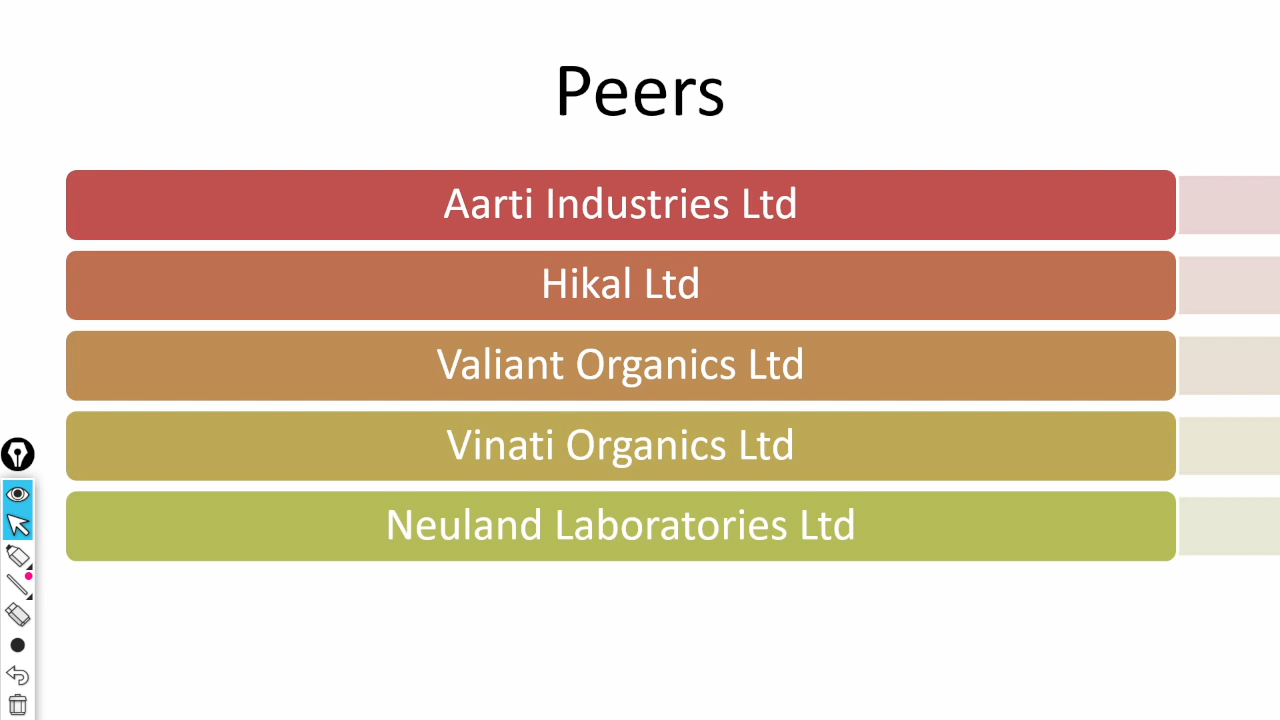 Peers
Aarti Industries Ltd
Hikal Ltd
Valiant Organics Ltd
Vinati Organics Ltd
Neuland Laboratories Ltd